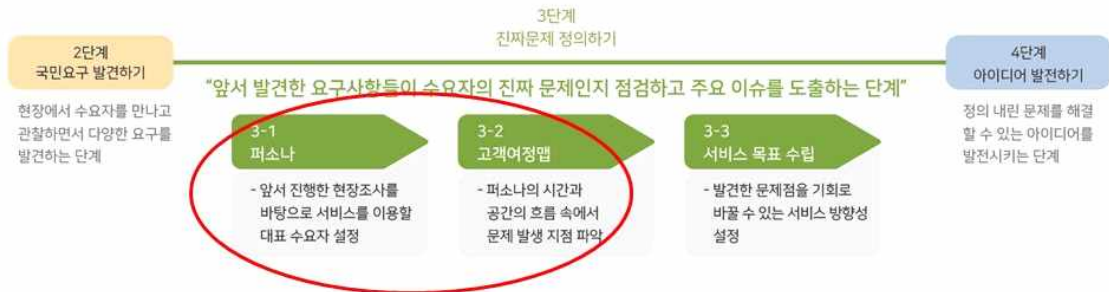 3단계
진짜문제 정의하기
2단계
국민요구 발견하기
4단계
아이디어 발전하기
"앞서 발견한 요구사항들이 수요자의 진짜 문제인지 점검하고 주요 이슈를 도출하는 단계"
현장에서 수요자를 만나고
관찰하면서 다양한 요구를
발견하는 단계
3-1
퍼소나
- 앞서 진행한 현장조사를
바탕으로 서비스를 이용할
대표 수요자 설정
3-2
고객여정맵
- 퍼소나의 시간과
공간의 흐름 속에서
문제 발생 지점 파악
3-3
서비스 목표 수립
- 발견한 문제점을 기회로
바꿀 수 있는 서비스 방향성
설정
정의 내린 문제를 해결
할 수 있는 아이디어를
발전시키는 단계